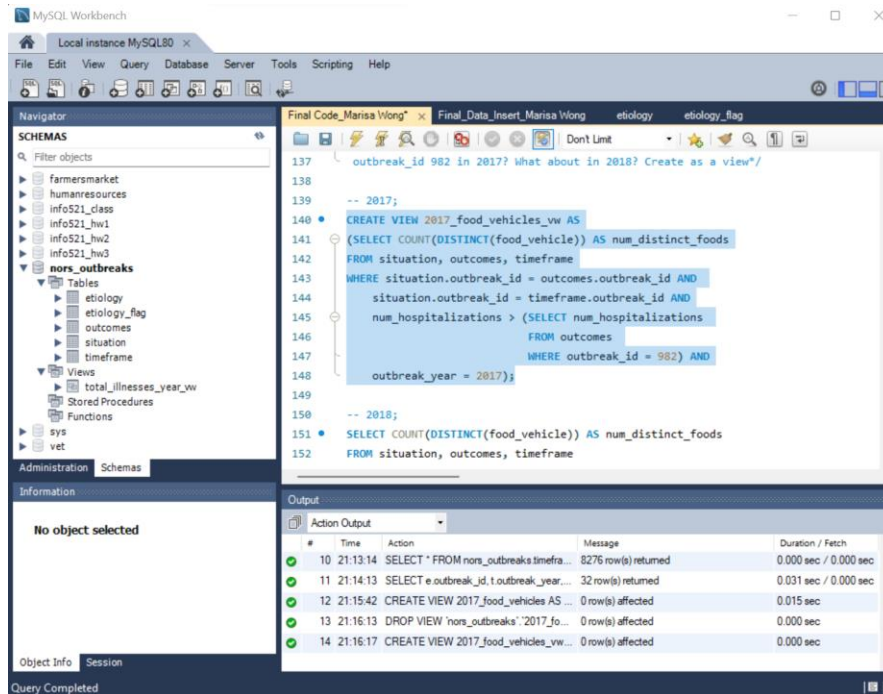 MySQL Workbench
Local instance MySQL80 ×
File Edit View Query Database Server Tools Scripting Help
Navigator
SCHEMAS
Filter objects
farmersmarket
humanresources
info521_class
info521_hw1
info521_hw2
info521_hw3
nors_outbreaks
Tables
etiology
etiology_flag
outcomes
situation
timeframe
Views
total_illnesses_year_vw
Stored Procedures
Functions
sys
vet
Administration Schemas
Information
No object selected
Object Info Session
Query Completed
Final Code_Marisa Wong* × Final_Data_Insert_Marisa Wong etiology etiology_flag
Don't Limit
137 outbreak_id 982 in 2017? What about in 2018? Create as a view*/
138
139 -- 2017;
140 CREATE VIEW 2017_food_vehicles_vw AS
141 (SELECT COUNT(DISTINCT(food_vehicle)) AS num_distinct_foods
142 FROM situation, outcomes, timeframe
143 WHERE situation.outbreak_id = outcomes.outbreak_id AND
144 situation.outbreak_id = timeframe.outbreak_id AND
145 num_hospitalizations > (SELECT num_hospitalizations
146 FROM outcomes
147 WHERE outbreak_id = 982) AND
148 outbreak_year = 2017);
149
150 -- 2018;
151 SELECT COUNT(DISTINCT(food_vehicle)) AS num_distinct_foods
152 FROM situation, outcomes, timeframe
Output
Action Output
# Time Action Message Duration / Fetch
10 21:13:14 SELECT * FROM nors_outbreaks.timefra... 8276 row(s) returned 0.000 sec / 0.000 sec
11 21:14:13 SELECT e.outbreak_id, t.outbreak_year,... 32 row(s) returned 0.031 sec / 0.000 sec
12 21:15:42 CREATE VIEW 2017_food_vehicles AS ... 0 row(s) affected 0.015 sec
13 21:16:13 DROP VIEW `nors_outbreaks`.`2017_fo... 0 row(s) affected 0.000 sec
14 21:16:17 CREATE VIEW 2017_food_vehicles_vw... 0 row(s) affected 0.000 sec